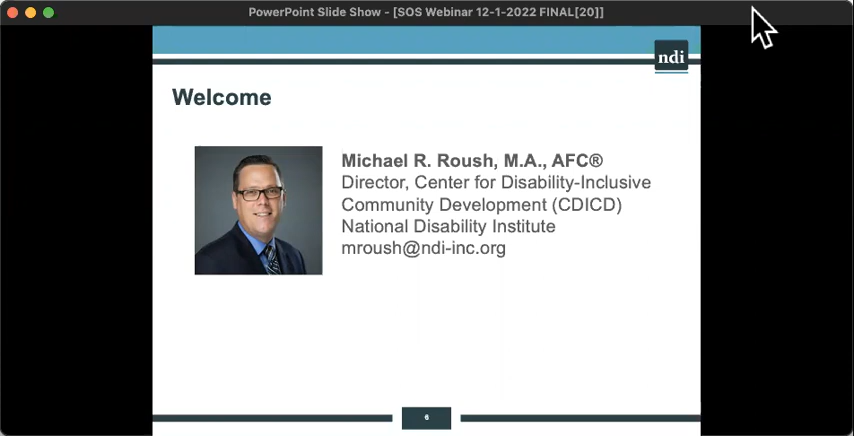 PowerPoint Slide Show - [SOS Webinar 12-1-2022 FINAL[20]]
ndi
Welcome
Michael R. Roush, M.A., AFC®
Director, Center for Disability-Inclusive
Community Development (CDICD)
National Disability Institute
mroush@ndi-inc.org
6